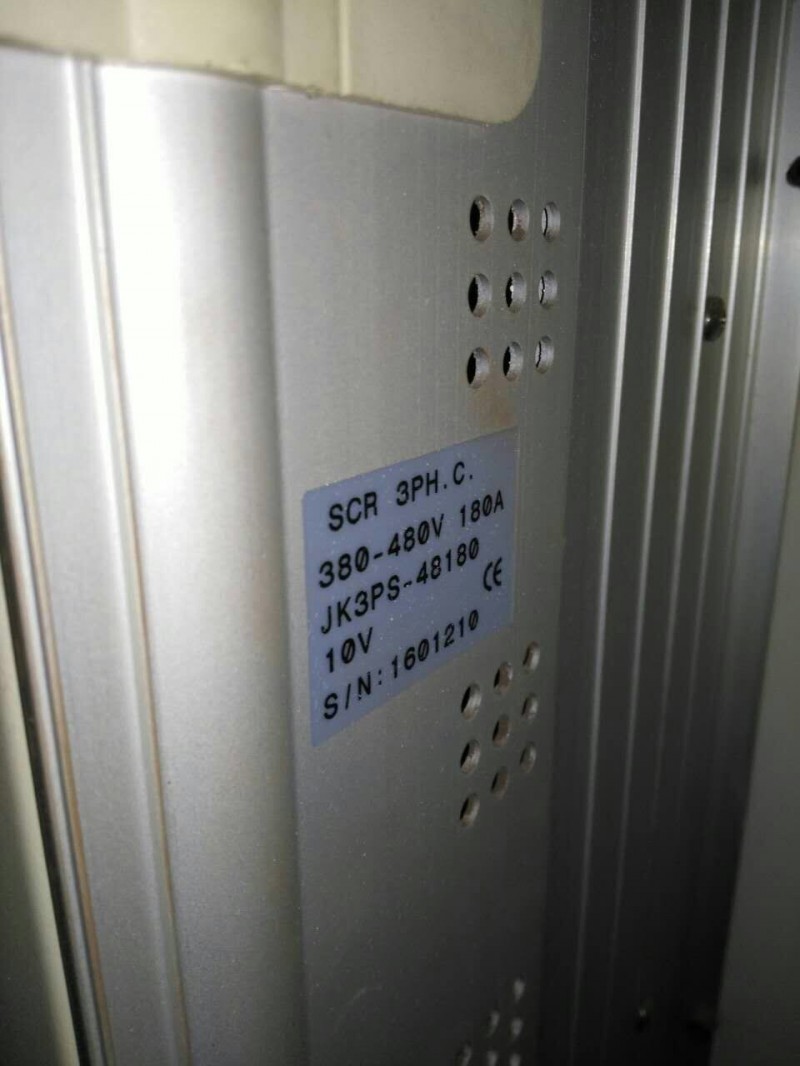 SCR 3PH.C.
380-480V 180A
JK3PS-48180
10V CE
S/N:1601210